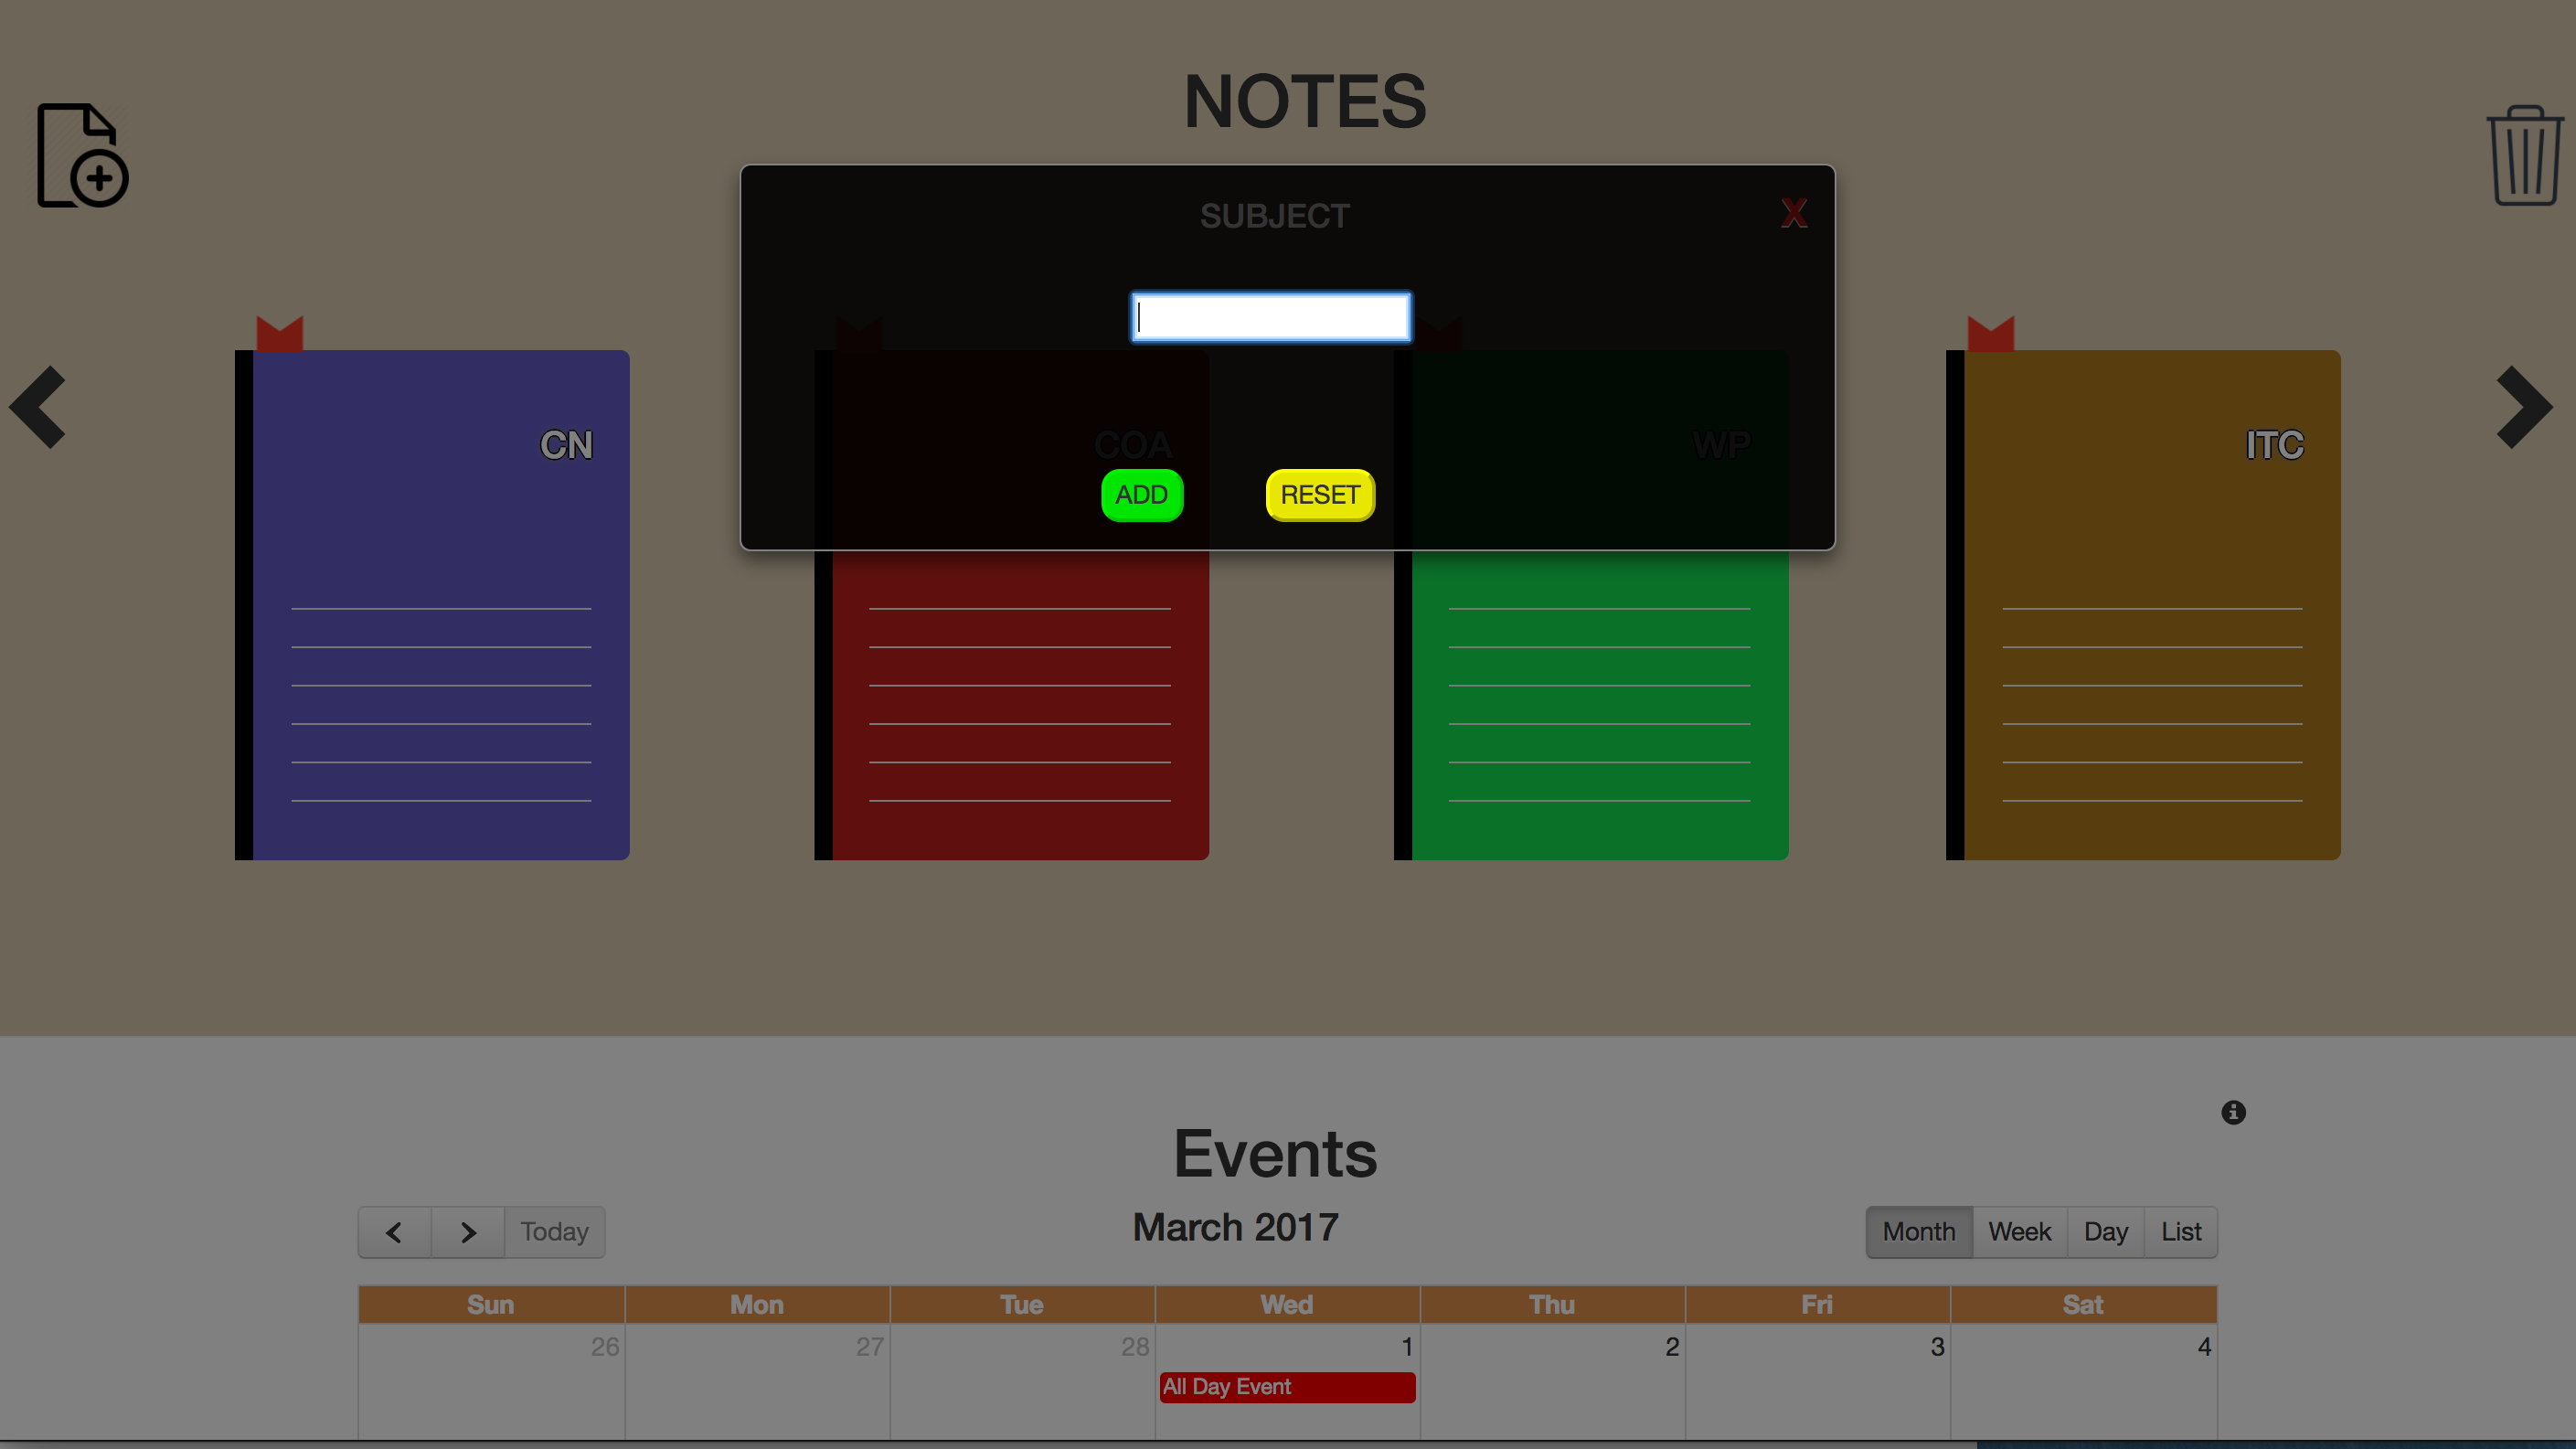 NOTES
SUBJECT
X
CN
COA
WP
ITC
ADD
RESET
Events
Today
March 2017
Month
Week
Day
List
Sun
Mon
Tue
Wed
Thu
Fri
Sat
26
27
28
1
2
3
4
All Day Event